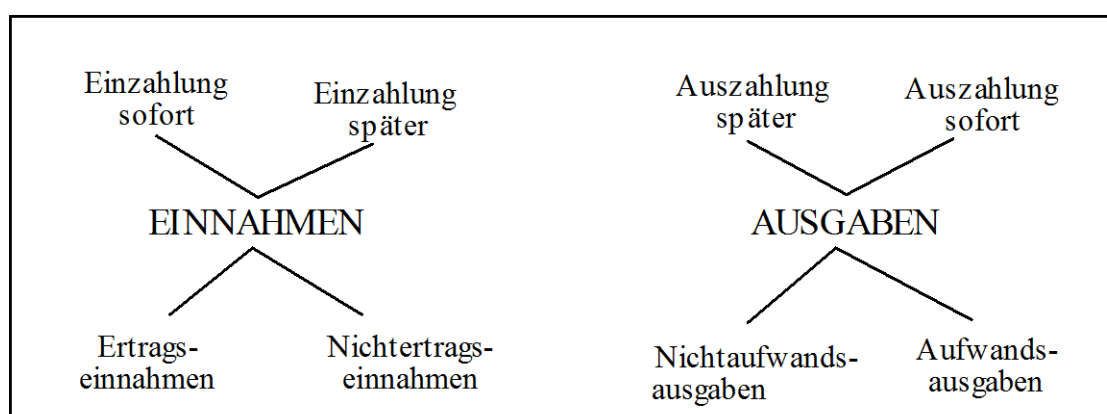 Einzahlung
sofort
Einzahlung
später
EINNAHMEN
Ertrags-
einnahmen
Nichtertrags-
einnahmen
Auszahlung
später
Auszahlung
sofort
AUSGABEN
Nichtaufwands-
ausgaben
Aufwands-
ausgaben